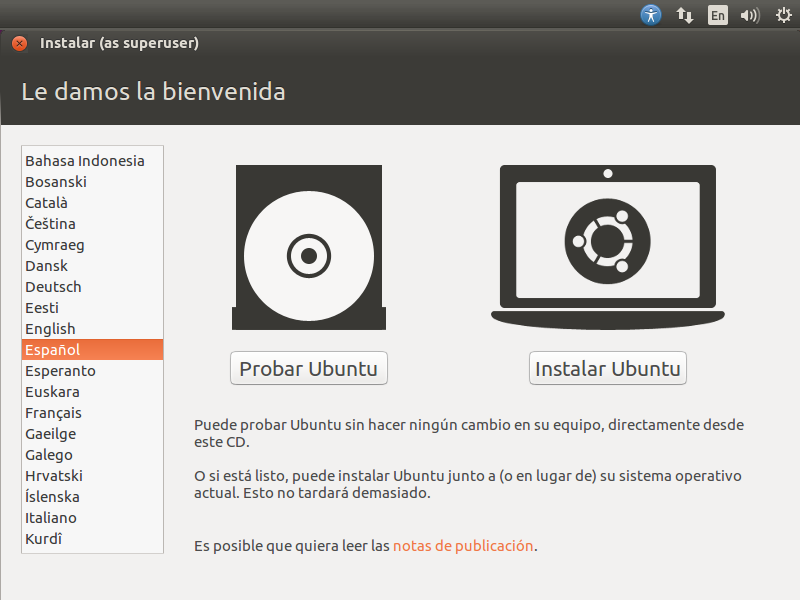 En
Instalar (as superuser)
Le damos la bienvenida
Bahasa Indonesia
Bosanski
Català
Čeština
Cymraeg
Dansk
Deutsch
Eesti
English
Español
Esperanto
Euskara
Français
Gaeilge
Galego
Hrvatski
Íslenska
Italiano
Kurdî
Probar Ubuntu
Instalar Ubuntu
Puede probar Ubuntu sin hacer ningún cambio en su equipo, directamente desde
este CD.
O si está listo, puede instalar Ubuntu junto a (o en lugar de) su sistema operativo
actual. Esto no tardará demasiado.
Es posible que quiera leer las notas de publicación.